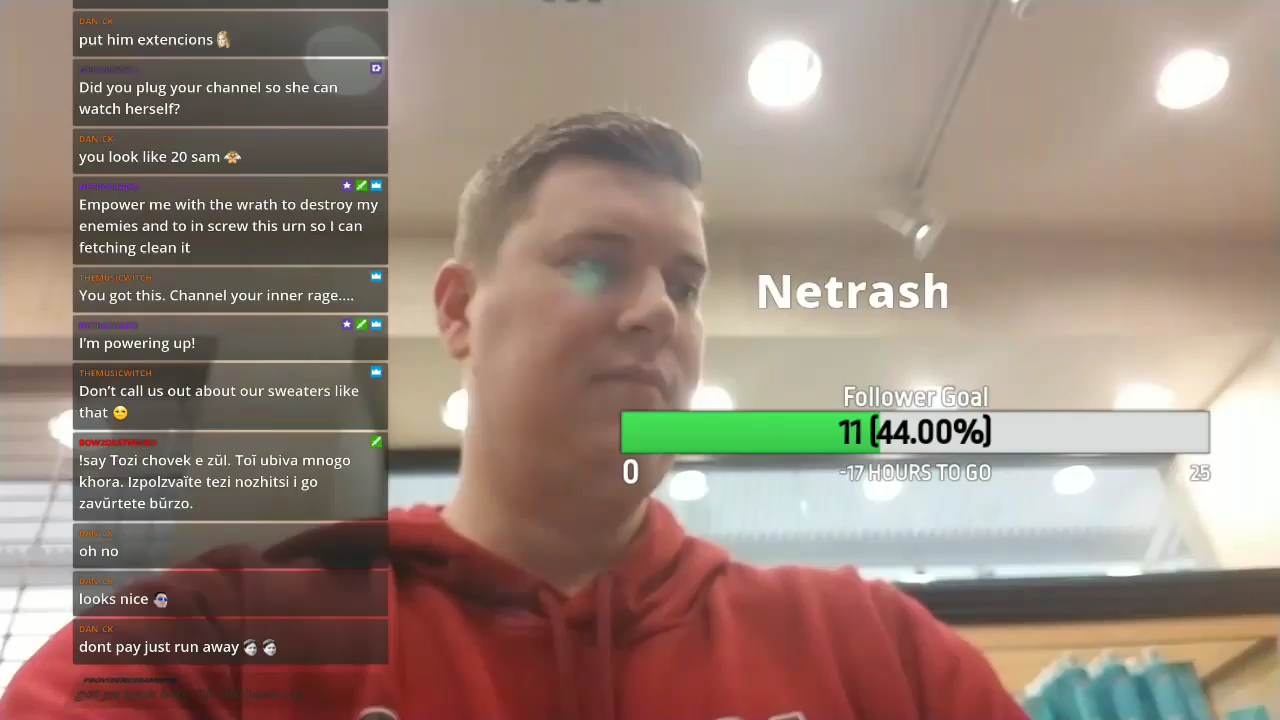 DAN_CK
put him extencions
Did you plug your channel so she can
watch herself?
DAN_CK
you look like 20 sam
Empower me with the wrath to destroy my
enemies and to in screw this urn so I can
fetching clean it
THEMUSICWITCH
You got this. Channel your inner rage....
I'm powering up!
THEMUSICWITCH
Don't call us out about our sweaters like
that
!say Tozi chovek e zŭl. Toĭ ubiva mnogo
khora. Izpolzvaĭte tezi nozhitsi i go
zavŭrtete bŭrzo.
DAN_CK
oh no
DAN_CK
looks nice
DAN_CK
dont pay just run away
Netrash
Follower Goal
11 (44.00%)
0
-17 HOURS TO GO
25